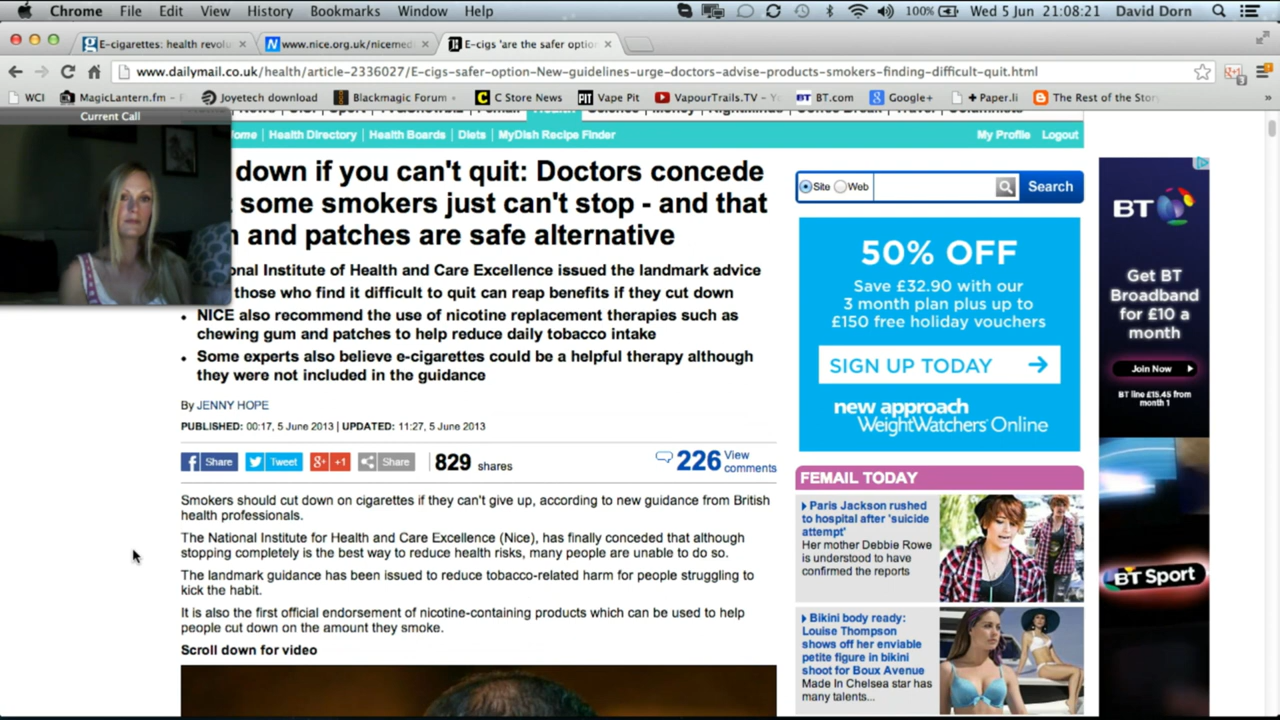 Chrome File Edit View History Bookmarks Window Help 100% Wed 5 Jun 21:08:21 David Dorn
E-cigarettes: health revolu
www.nice.org.uk/nicemed
E-cigs 'are the safer optio
www.dailymail.co.uk/health/article-2336027/E-cigs-safer-option-New-guidelines-urge-doctors-advise-products-smokers-finding-difficult-quit.html
WCI MagicLantern.fm - Joyetech download Blackmagic Forum C Store News Vape Pit VapourTrails.TV - BT.com Google+ + Paper.li The Rest of the Stor
Current Call
Health Directory | Health Boards | Diets | MyDish Recipe Finder
My Profile Logout
down if you can't quit: Doctors concede
some smokers just can't stop - and that
and patches are safe alternative
onal Institute of Health and Care Excellence issued the landmark advice
those who find it difficult to quit can reap benefits if they cut down
• NICE also recommend the use of nicotine replacement therapies such as
chewing gum and patches to help reduce daily tobacco intake
• Some experts also believe e-cigarettes could be a helpful therapy although
they were not included in the guidance
By JENNY HOPE
PUBLISHED: 00:17, 5 June 2013 | UPDATED: 11:27, 5 June 2013
Share Tweet +1 Share 829 shares
226 View
comments
Smokers should cut down on cigarettes if they can't give up, according to new guidance from British
health professionals.
The National Institute for Health and Care Excellence (Nice), has finally conceded that although
stopping completely is the best way to reduce health risks, many people are unable to do so.
The landmark guidance has been issued to reduce tobacco-related harm for people struggling to
kick the habit.
It is also the first official endorsement of nicotine-containing products which can be used to help
people cut down on the amount they smoke.
Scroll down for video
Site Web Search
50% OFF
Save £32.90 with our
3 month plan plus up to
£150 free holiday vouchers
SIGN UP TODAY
new approach
WeightWatchers Online
FEMAIL TODAY
Paris Jackson rushed
to hospital after 'suicide
attempt'
Her mother Debbie Rowe
is understood to have
confirmed the reports
Bikini body ready:
Louise Thompson
shows off her enviable
petite figure in bikini
shoot for Boux Avenue
Made In Chelsea star has
many talents...
BT
Get BT
Broadband
for £10 a
month
Join Now
BT line £15.45 from
month 1
BT Sport